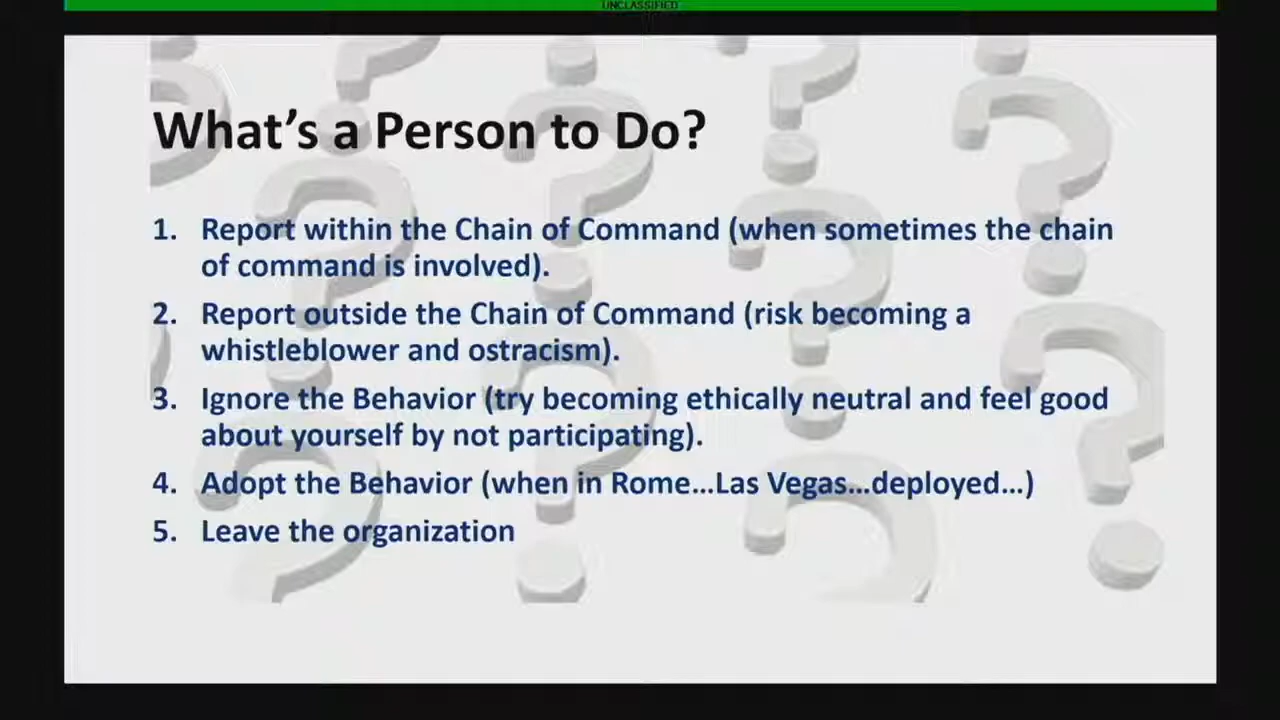 UNCLASSIFIED
What’s a Person to Do?
1. Report within the Chain of Command (when sometimes the chain
of command is involved).
2. Report outside the Chain of Command (risk becoming a
whistleblower and ostracism).
3. Ignore the Behavior (try becoming ethically neutral and feel good
about yourself by not participating).
4. Adopt the Behavior (when in Rome...Las Vegas...deployed...)
5. Leave the organization